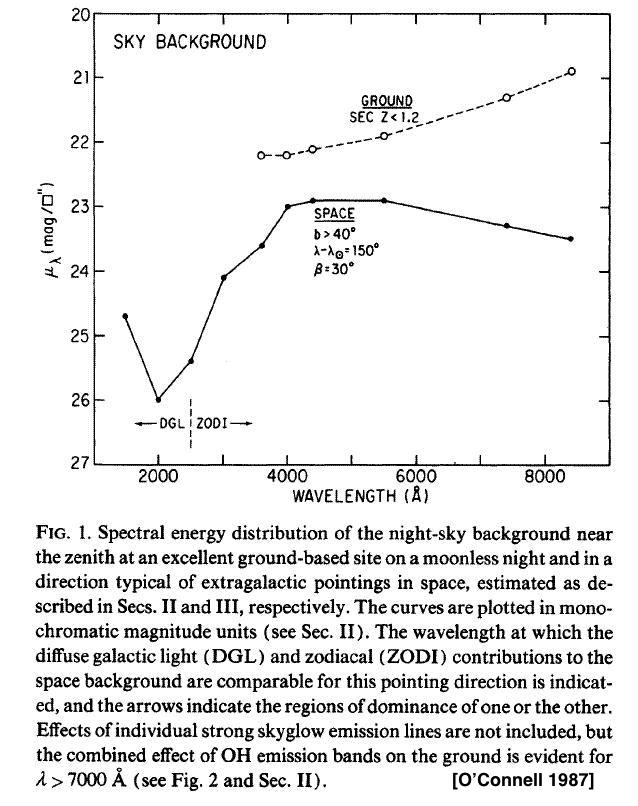 SKY BACKGROUND
20
21
22
23
24
25
26
27
μλ (mag/□")
GROUND
SEC Z<1.2
SPACE
b>40°
λ-λ⊙=150°
β=30°
←DGL ZODI→
2000 4000 6000 8000
WAVELENGTH (Å)
FIG. 1. Spectral energy distribution of the night-sky background near
the zenith at an excellent ground-based site on a moonless night and in a
direction typical of extragalactic pointings in space, estimated as de-
scribed in Secs. II and III, respectively. The curves are plotted in mono-
chromatic magnitude units (see Sec. II). The wavelength at which the
diffuse galactic light (DGL) and zodiacal (ZODI) contributions to the
space background are comparable for this pointing direction is indicat-
ed, and the arrows indicate the regions of dominance of one or the other.
Effects of individual strong skyglow emission lines are not included, but
the combined effect of OH emission bands on the ground is evident for
λ > 7000 Å (see Fig. 2 and Sec. II). [O'Connell 1987]